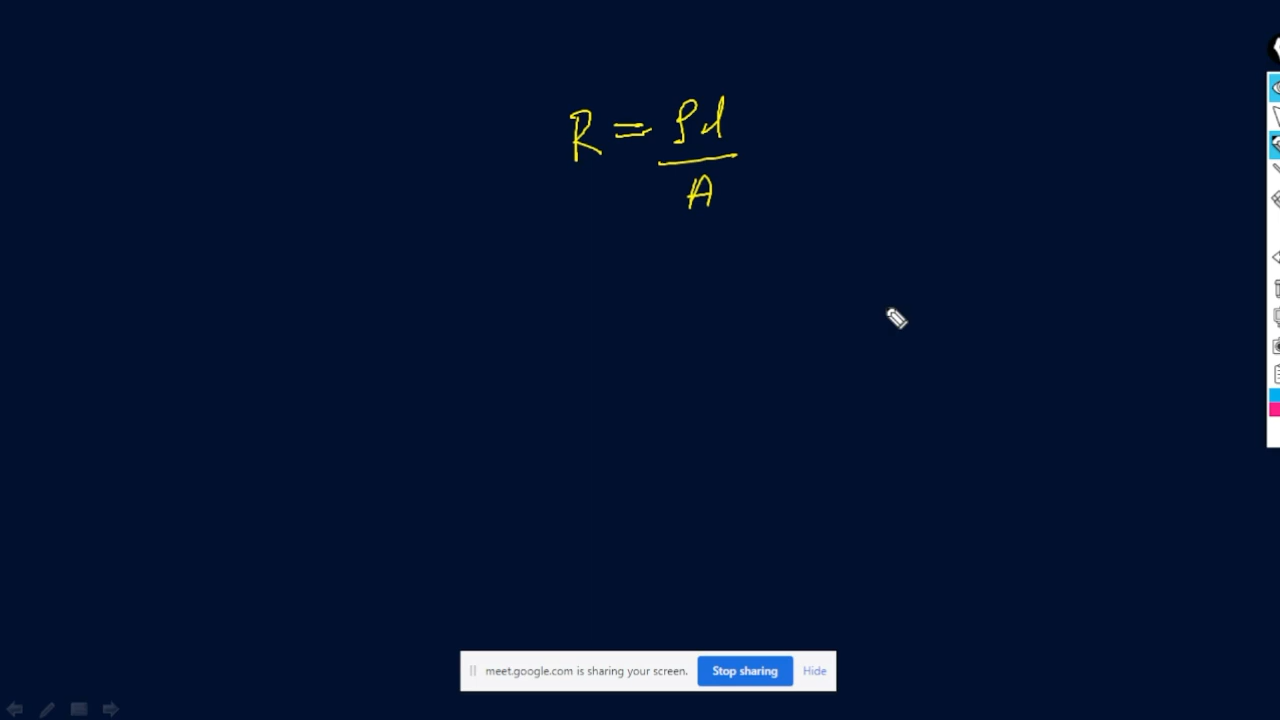 R = ρl
A
meet.google.com is sharing your screen. Stop sharing Hide